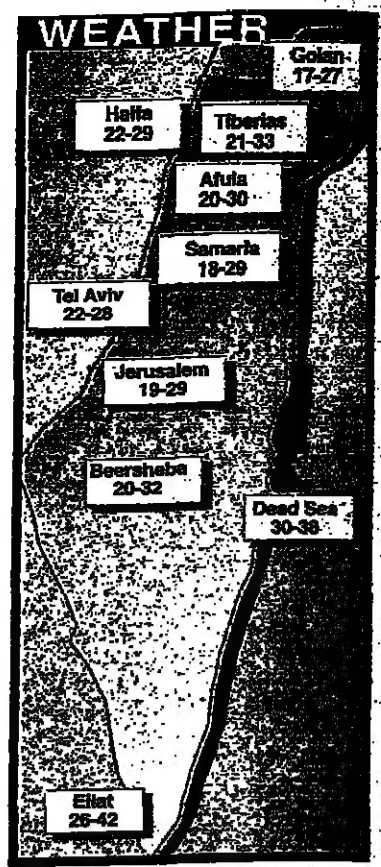 WEATHER
Golan
17-27
Haifa
22-29
Tiberias
21-33
Afula
20-30
Samaria
18-29
Tel Aviv
22-28
Jerusalem
19-29
Beersheba
20-32
Dead Sea
30-38
Eilat
26-42